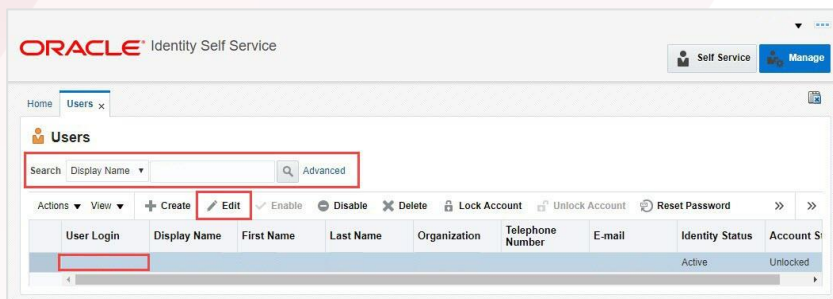 ORACLE® Identity Self Service
Self Service
Manage
Home
Users x
Users
Search Display Name Advanced
Actions View Create Edit Enable Disable Delete Lock Account Unlock Account Reset Password » »
User Login Display Name First Name Last Name Organization Telephone Number E-mail Identity Status Account St
Active Unlocked